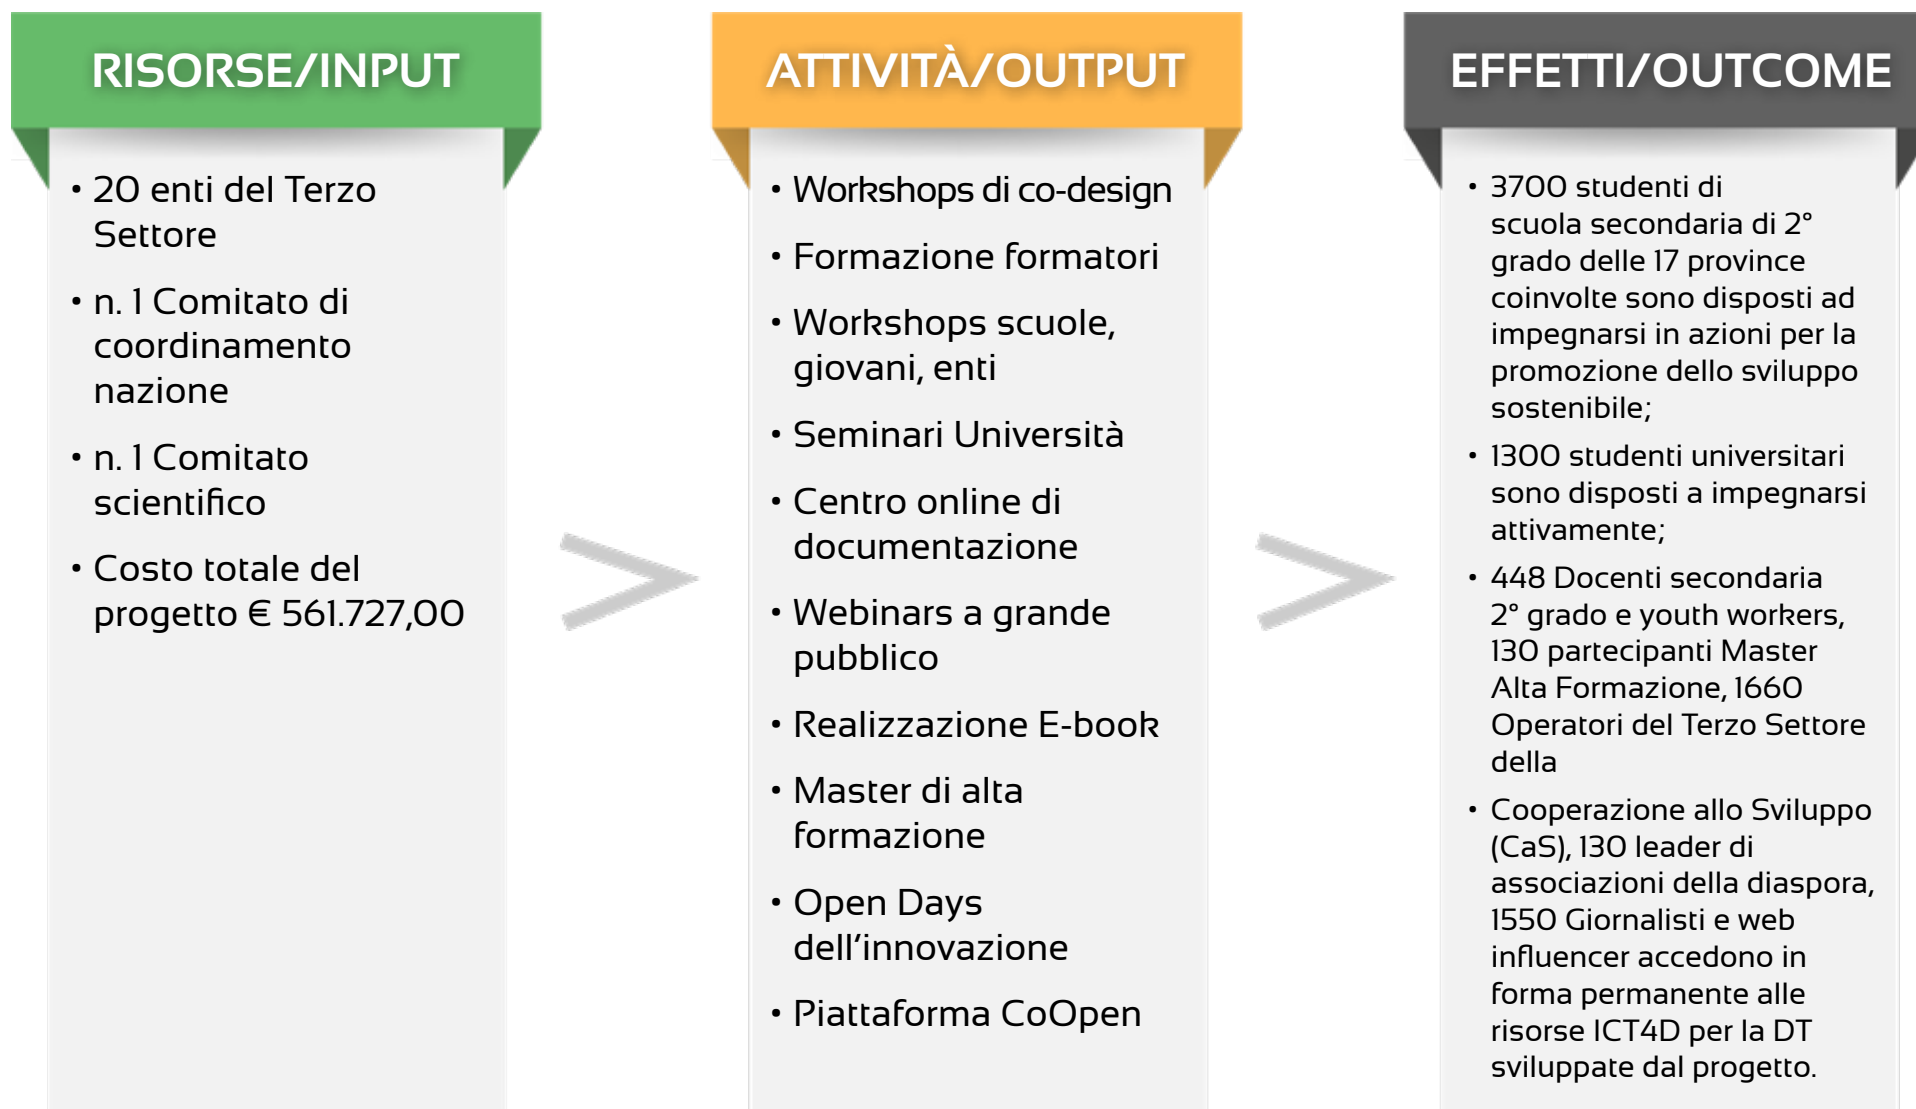 RISORSE/INPUT
• 20 enti del Terzo
Settore
• n. 1 Comitato di
coordinamento
nazione
• n. 1 Comitato
scientifico
• Costo totale del
progetto € 561.727,00
>
ATTIVITÀ/OUTPUT
• Workshops di co-design
• Formazione formatori
• Workshops scuole,
giovani, enti
• Seminari Università
• Centro online di
documentazione
• Webinars a grande
pubblico
• Realizzazione E-book
• Master di alta
formazione
• Open Days
dell’innovazione
• Piattaforma CoOpen
>
EFFETTI/OUTCOME
• 3700 studenti di
scuola secondaria di 2°
grado delle 17 province
coinvolte sono disposti ad
impegnarsi in azioni per la
promozione dello sviluppo
sostenibile;
• 1300 studenti universitari
sono disposti a impegnarsi
attivamente;
• 448 Docenti secondaria
2° grado e youth workers,
130 partecipanti Master
Alta Formazione, 1660
Operatori del Terzo Settore
della
• Cooperazione allo Sviluppo
(CaS), 130 leader di
associazioni della diaspora,
1550 Giornalisti e web
influencer accedono in
forma permanente alle
risorse ICT4D per la DT
sviluppate dal progetto.